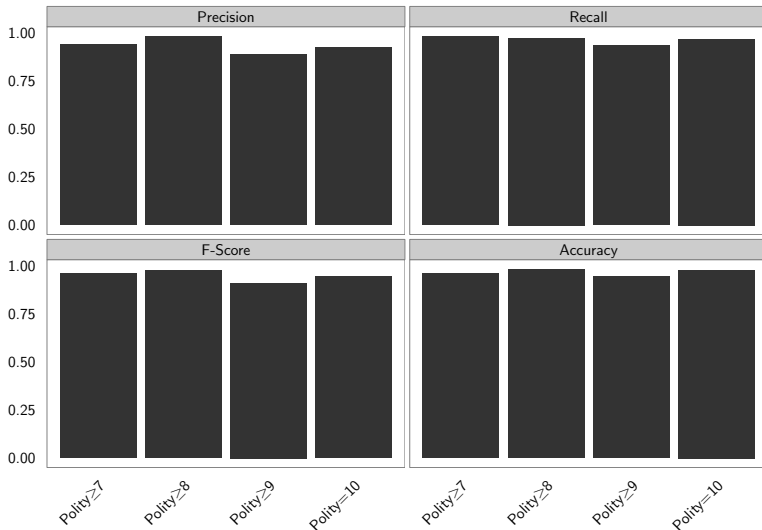 Precision
Recall
1.00
0.75
0.50
0.25
0.00
F-Score
Accuracy
1.00
0.75
0.50
0.25
0.00
Polity≥7
Polity≥8
Polity≥9
Polity=10
Polity≥7
Polity≥8
Polity≥9
Polity=10